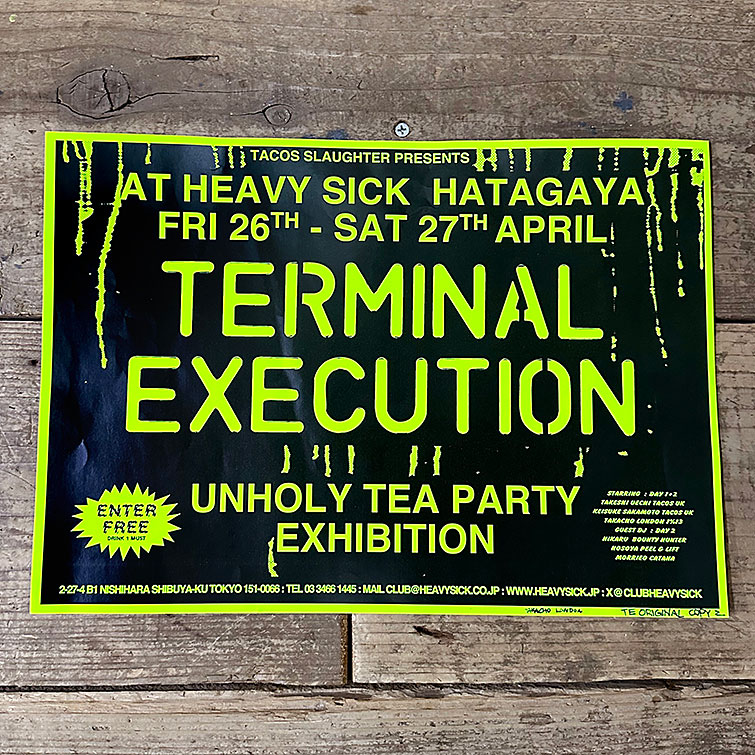 TACOS SLAUGHTER PRESENTS
AT HEAVY SICK HATAGAYA
FRI 26TH - SAT 27TH APRIL
TERMINAL
EXECUTION
UNHOLY TEA PARTY
EXHIBITION
ENTER
FREE
DRINK 1 MUST
STARRING : DAY 1+2
TAKESHI UECHI TACOS UK
KEISUKE SAKAMOTO TACOS UK
TAKACHO LONDON
GUEST DJ : DAY 2
HIKARU BOUNTY HUNTER
HOSOYA PEEL & LIFT
MORRIEO CATANA
2-27-4 B1 NISHIHARA SHIBUYA-KU TOKYO 151-0066 : TEL 03 3466 1445 : MAIL CLUB@HEAVYSICK.CO.JP : WWW.HEAVYSICK.JP : X@CLUBHEAVYSICK
TAKACHO LONDON
TE ORIGINAL COPY 2